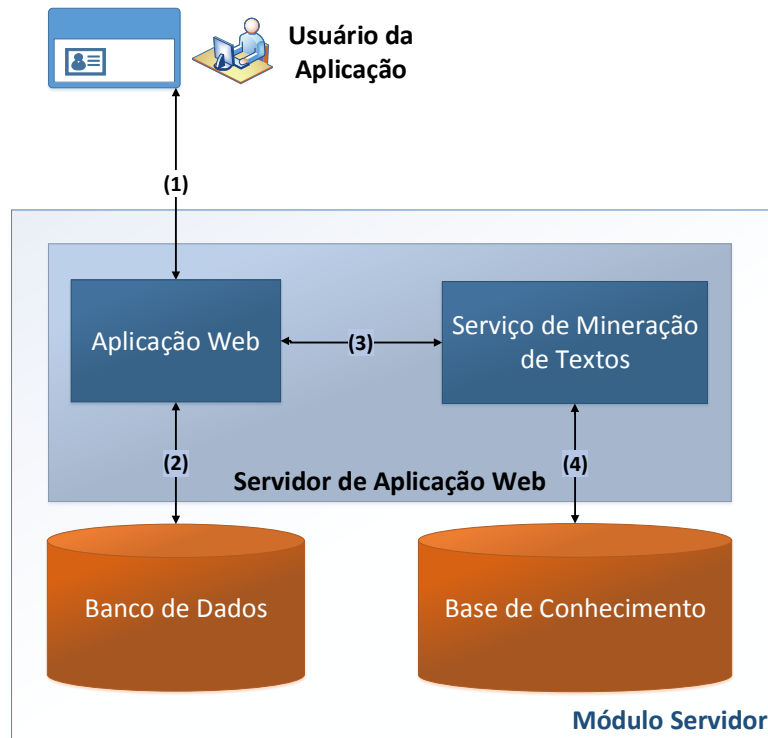 Usuário da
Aplicação
(1)
Aplicação Web
Serviço de Mineração
de Textos
(3)
(2)
(4)
Servidor de Aplicação Web
Banco de Dados
Base de Conhecimento
Módulo Servidor